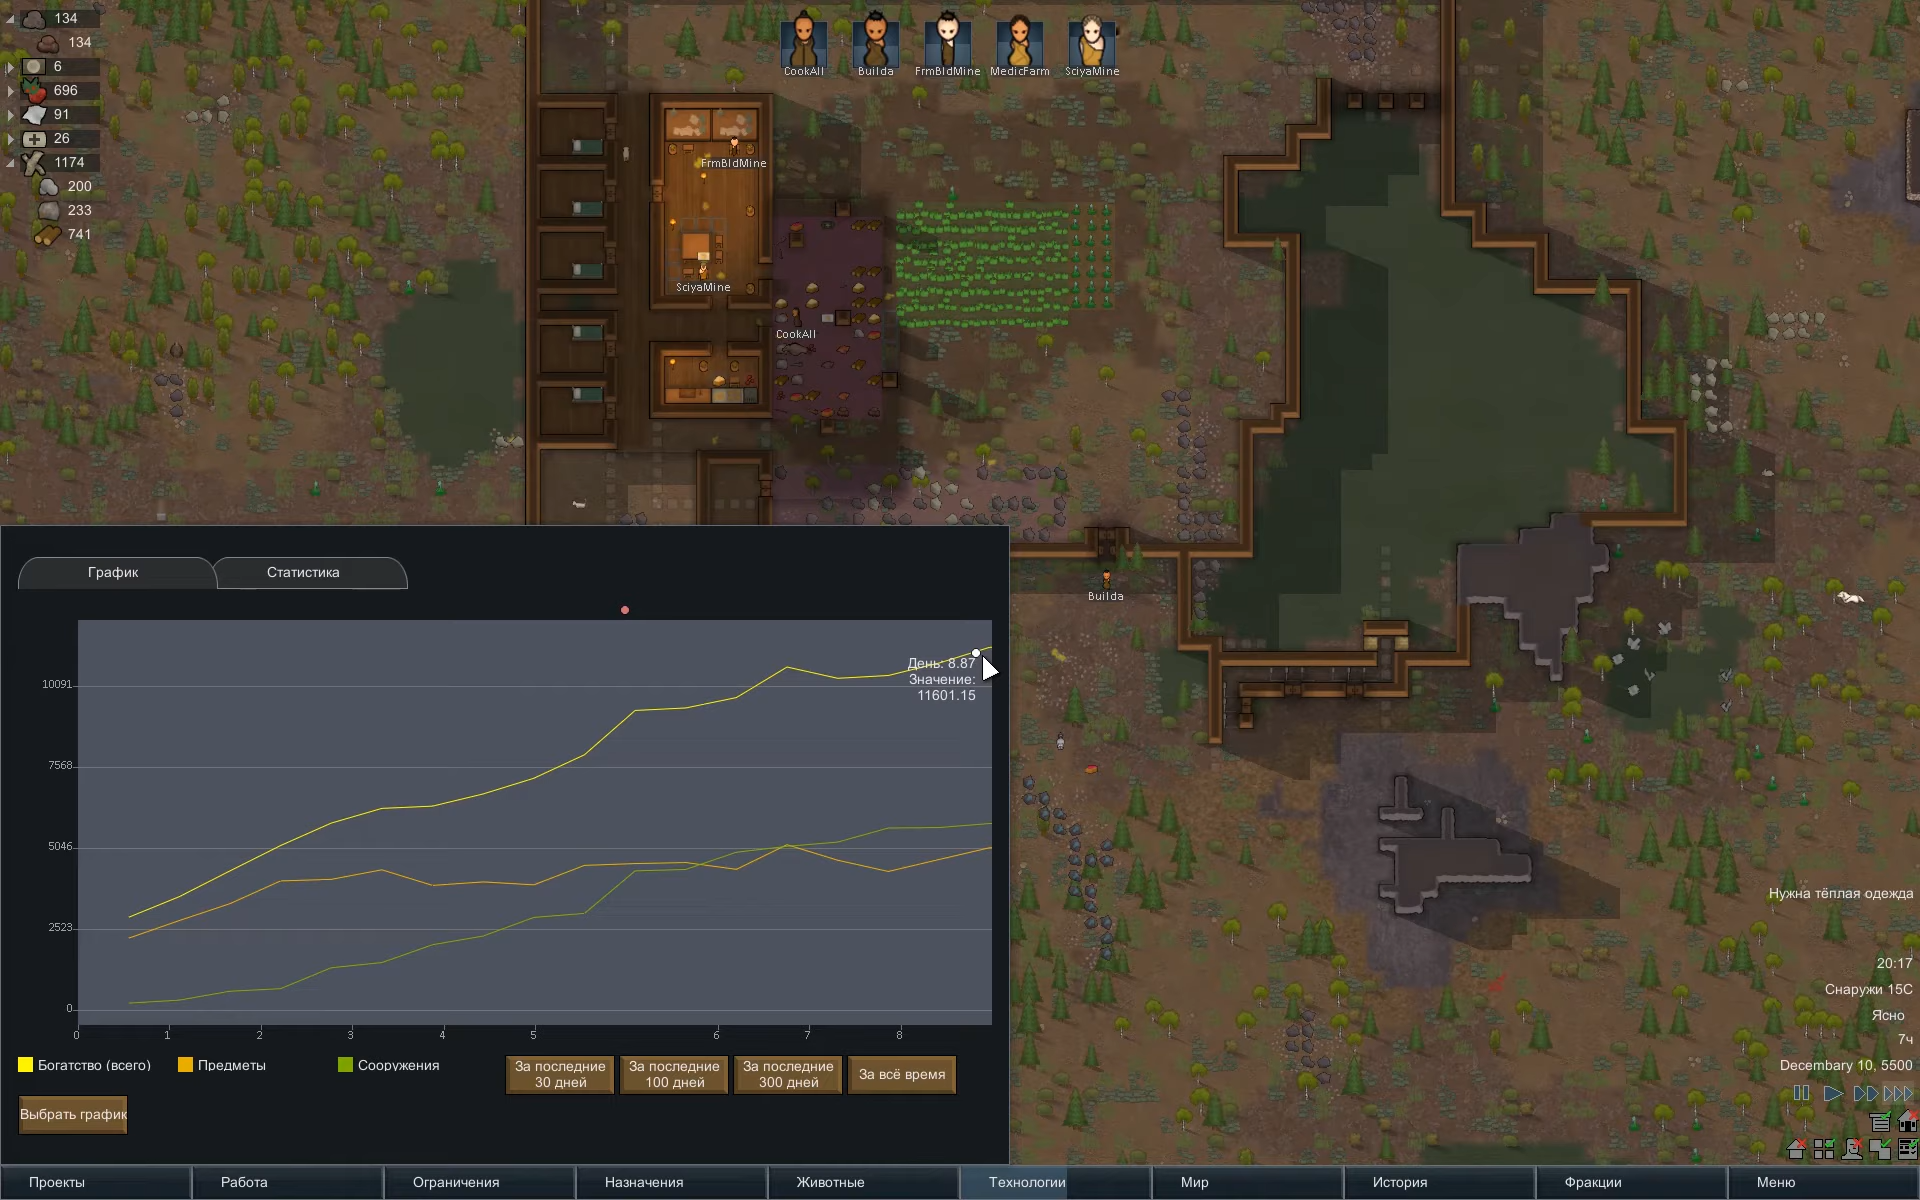 134
134
6
696
91
26
1174
200
233
741
CookAll
Builda
FrmBldMine
MedicFarm
SciyaMine
FrmBldMine
SciyaMine
CookAll
Builda
График
Статистика
День: 8.87
Значение:
11601.15
10091
7568
5046
2523
0
0
1
2
3
4
5
6
7
8
Богатство (всего)
Предметы
Сооружения
За последние
30 дней
За последние
100 дней
За последние
300 дней
За всё время
Выбрать график
Нужна тёплая одежда
20:17
Снаружи 15C
Ясно
7ч
Decembary 10, 5500
Проекты
Работа
Ограничения
Назначения
Животные
Технологии
Мир
История
Фракции
Меню